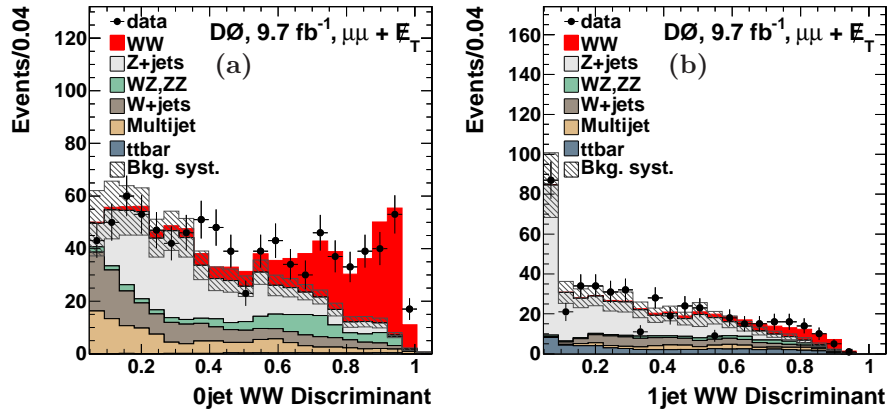 DØ, 9.7 fb⁻¹, μμ + E̸_T
(a)
Events/0.04
120
100
80
60
40
20
0
data
WW
Z+jets
WZ,ZZ
W+jets
Multijet
ttbar
Bkg. syst.
0.2 0.4 0.6 0.8 1
0jet WW Discriminant
DØ, 9.7 fb⁻¹, μμ + E̸_T
(b)
Events/0.04
160
140
120
100
80
60
40
20
0
data
WW
Z+jets
WZ,ZZ
W+jets
Multijet
ttbar
Bkg. syst.
0.2 0.4 0.6 0.8 1
1jet WW Discriminant